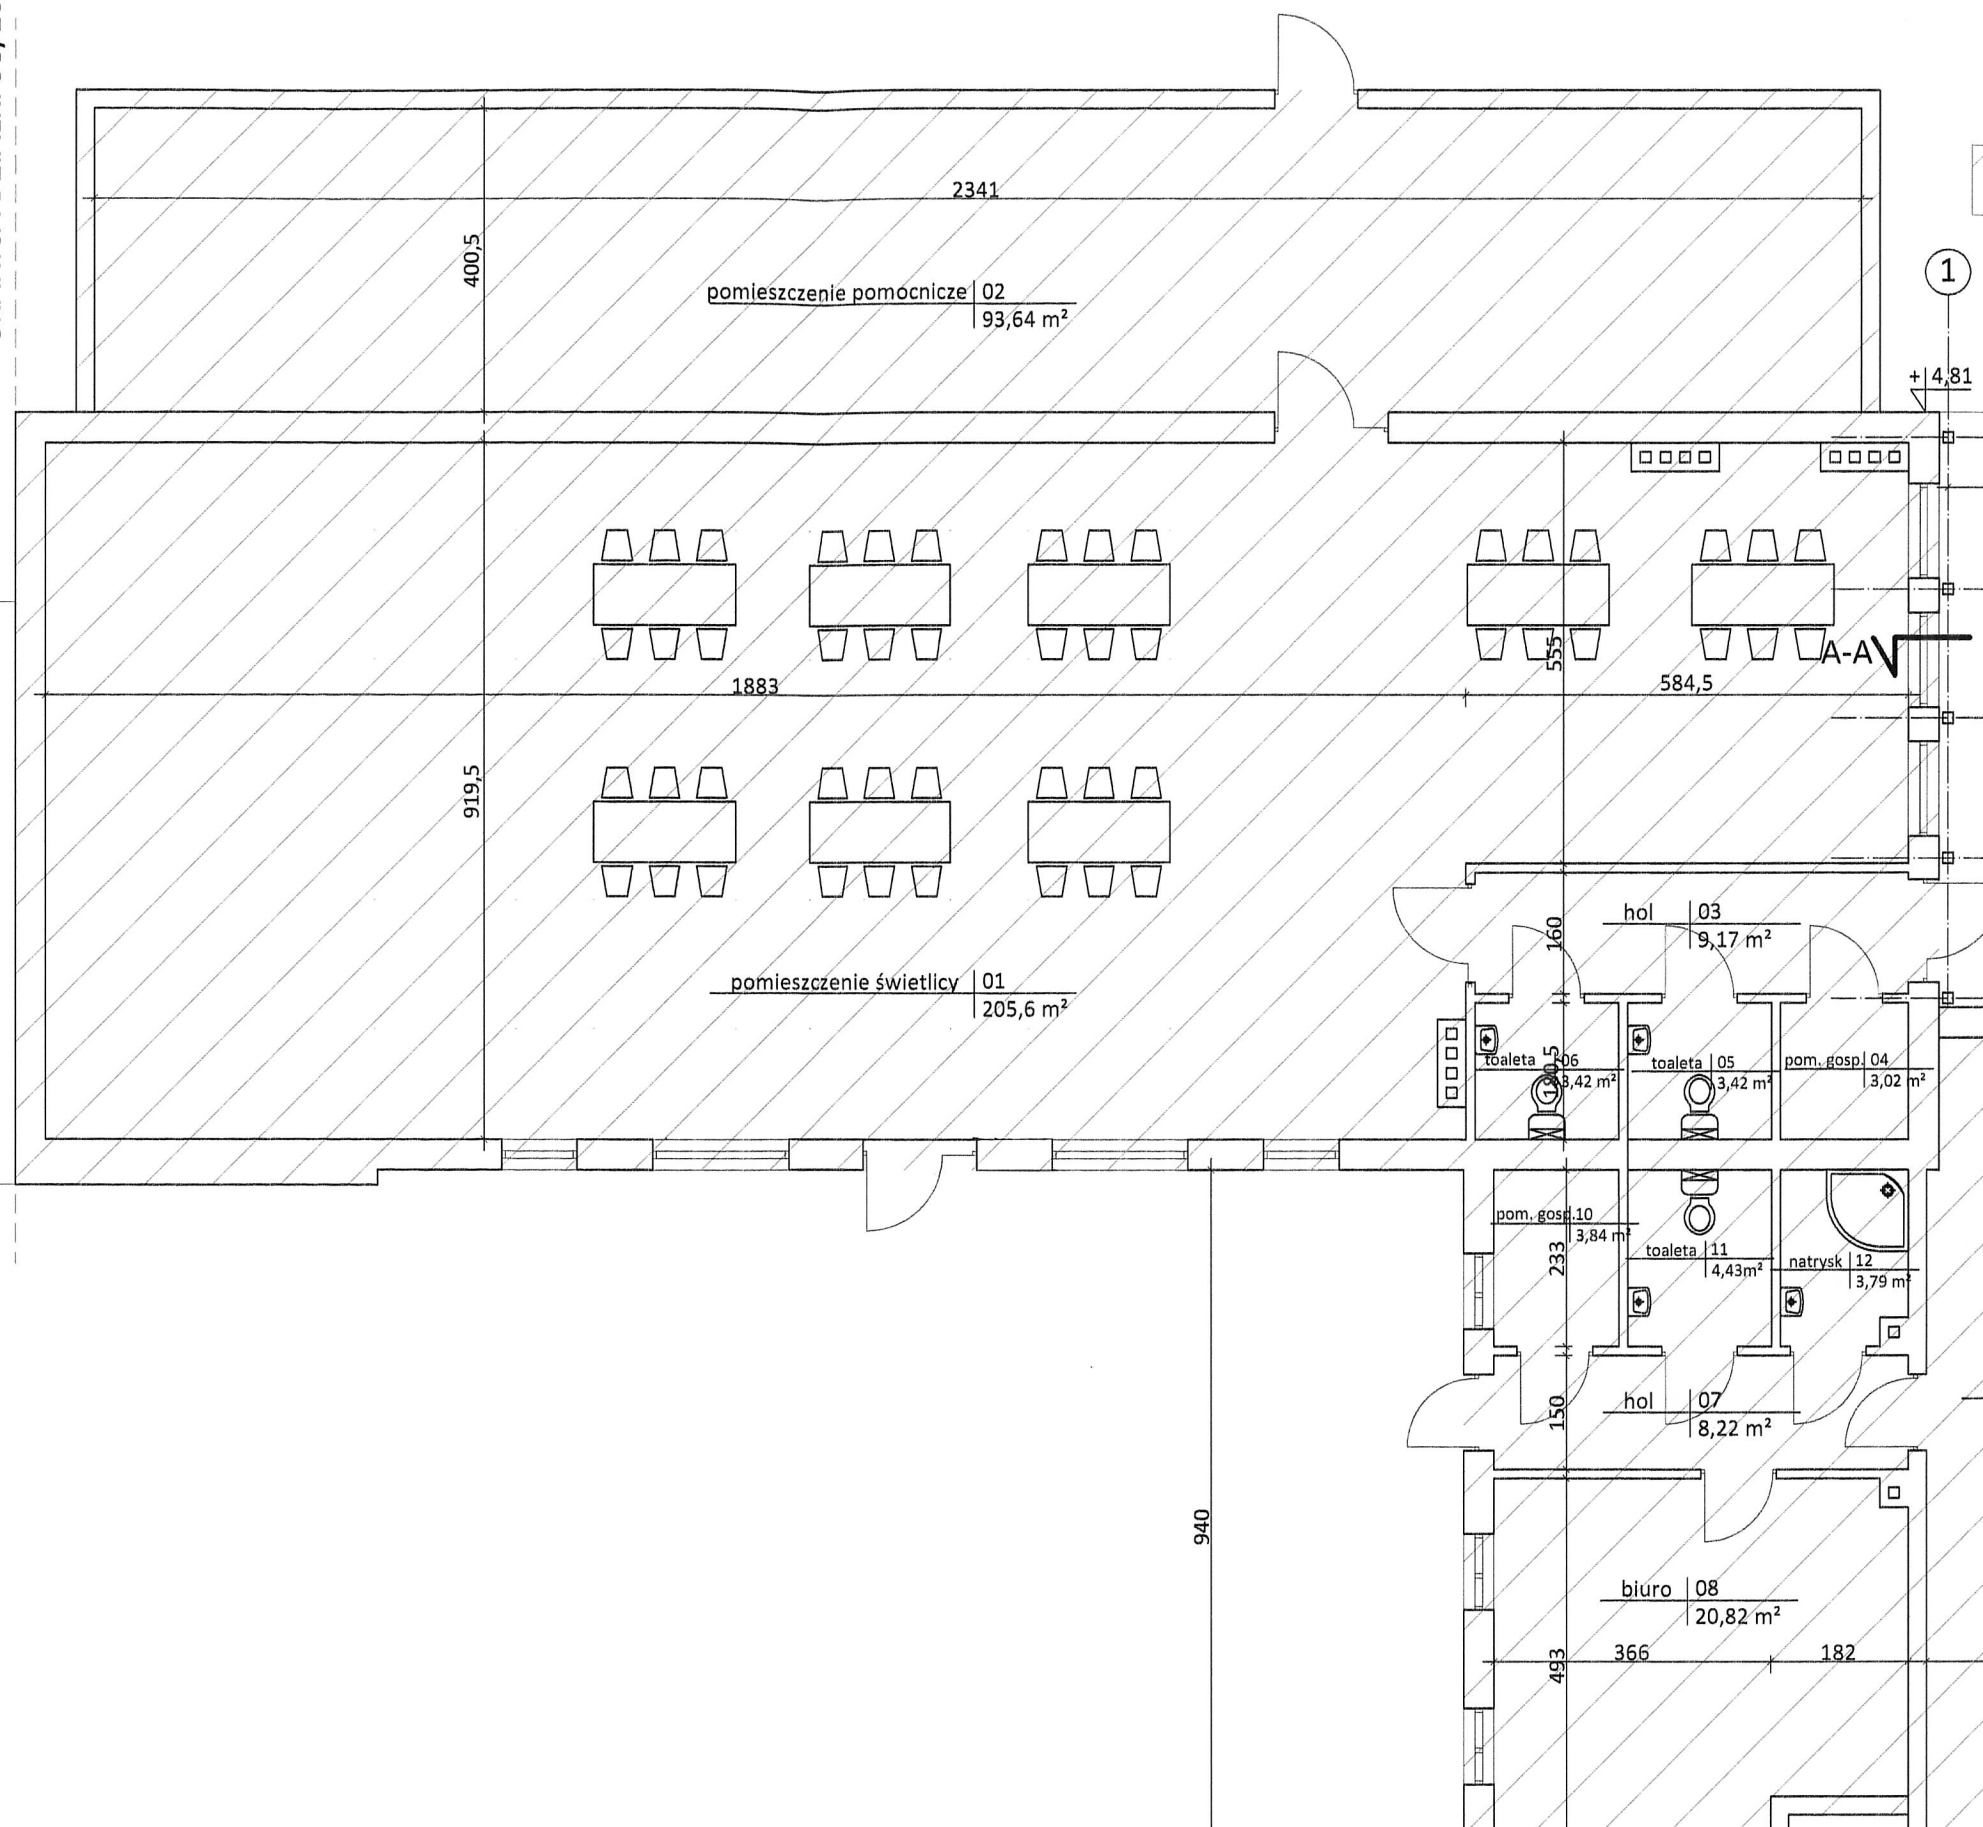 2341
400,5
pomieszczenie pomocnicze 02
93,64 m²
1
+ 4,81
555
A-A
1883
584,5
919,5
hol 03
9,17 m²
160
pomieszczenie świetlicy 01
205,6 m²
toaleta 06
3,42 m²
180,5
toaleta 05
3,42 m²
pom. gosp. 04
3,02 m²
pom. gosp. 10
3,84 m²
233
toaleta 11
4,43m²
natrysk 12
3,79 m²
hol 07
8,22 m²
150
940
biuro 08
20,82 m²
366
182
493